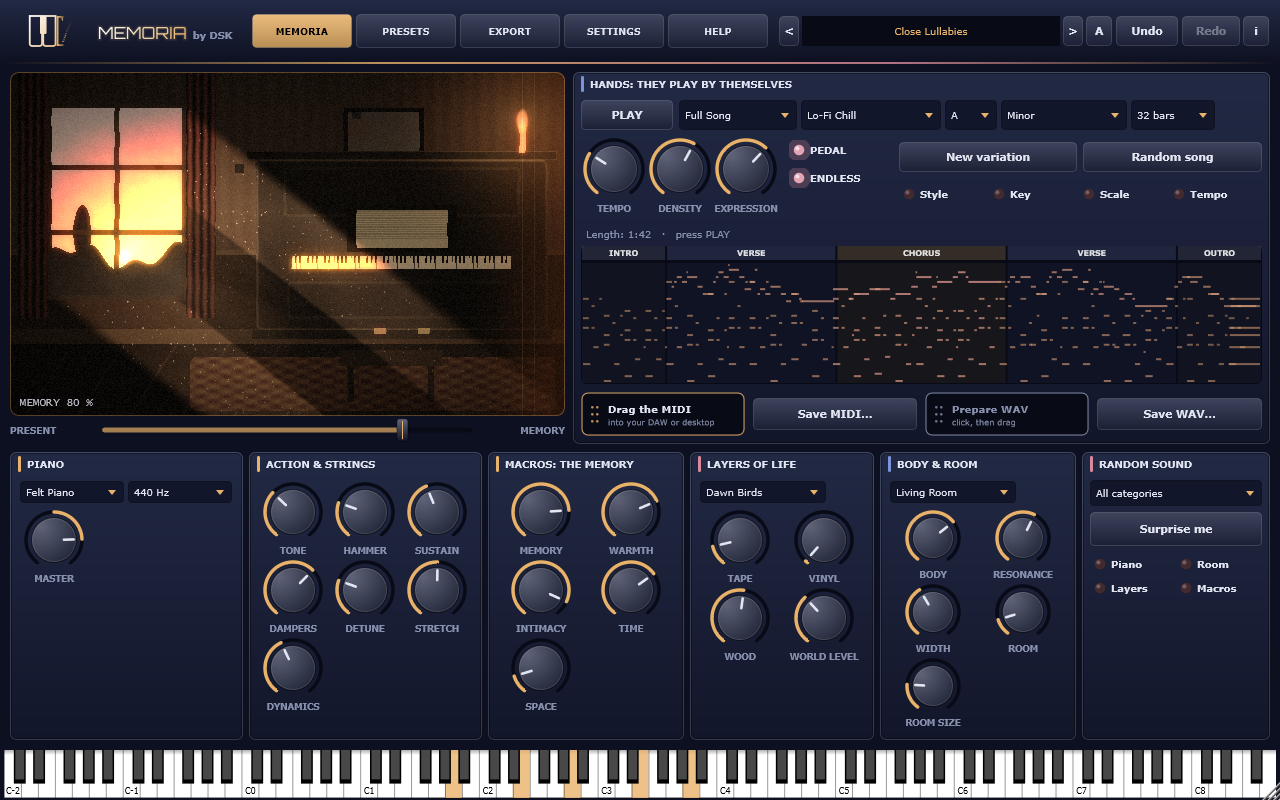 MEMORIA by DSK
MEMORIA PRESETS EXPORT SETTINGS HELP
< Close Lullabies > A Undo Redo i
MEMORY 80 %
PRESENT MEMORY
HANDS: THEY PLAY BY THEMSELVES
PLAY Full Song Lo-Fi Chill A Minor 32 bars
PEDAL
ENDLESS
New variation Random song
Style Key Scale Tempo
TEMPO DENSITY EXPRESSION
Length: 1:42 · press PLAY
INTRO VERSE CHORUS VERSE OUTRO
Drag the MIDI
into your DAW or desktop
Save MIDI...
Prepare WAV
click, then drag
Save WAV...
PIANO
Felt Piano 440 Hz
MASTER
ACTION & STRINGS
TONE HAMMER SUSTAIN
DAMPERS DETUNE STRETCH
DYNAMICS
MACROS: THE MEMORY
MEMORY WARMTH
INTIMACY TIME
SPACE
LAYERS OF LIFE
Dawn Birds
TAPE VINYL
WOOD WORLD LEVEL
BODY & ROOM
Living Room
BODY RESONANCE
WIDTH ROOM
ROOM SIZE
RANDOM SOUND
All categories
Surprise me
Piano Room
Layers Macros
C-2 C-1 C0 C1 C2 C3 C4 C5 C6 C7 C8